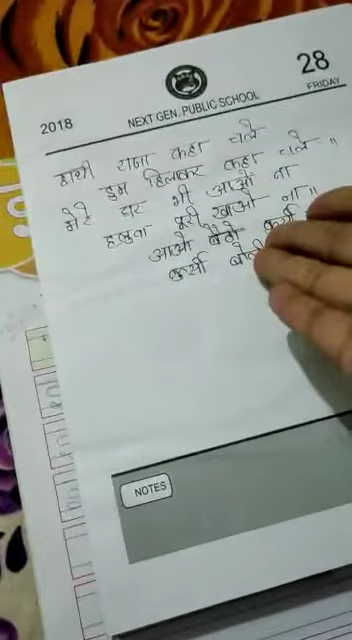 28
FRIDAY
2018
NEXT GEN. PUBLIC SCHOOL
हाथी राजा कहा चले
डुम हिलाकर कहा चले "
मेरे घर भी आओ ना
हलुवा पूरी खाओ ना "
आओ बैठो कुर्सी
कुर्सी बोली
NOTES